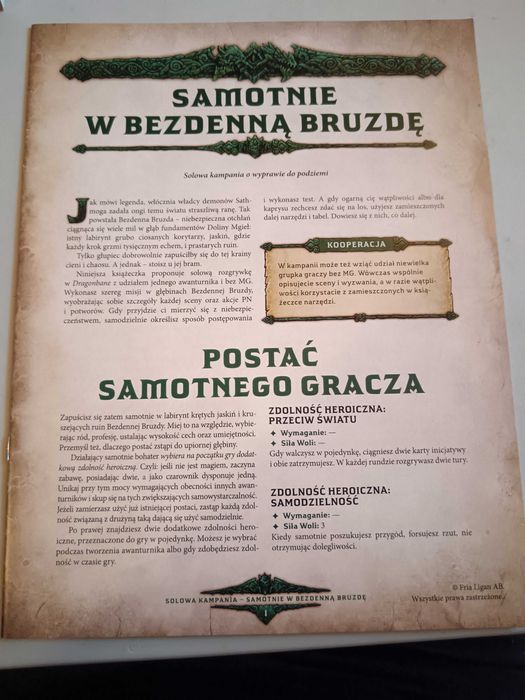 SAMOTNIE
W BEZDENNĄ BRUZDĘ
Solowa kampania o wyprawie do podziemi
Jak mówi legenda, włócznia władcy demonów Sath-
moga zadała ongi temu światu straszliwą ranę. Tak
powstała Bezdenna Bruzda – niebezpieczna otchłań
ciągnąca się wiele mil w głąb fundamentów Doliny Mgieł:
istny labirynt grubo ciosanych korytarzy, jaskiń, gdzie
każdy krok grzmi tysięcznym echem, i prastarych ruin.
Tylko głupiec dobrowolnie zapuściłby się do tej krainy
cieni i chaosu. A jednak – stoisz u jej bram.
Niniejsza książeczka proponuje solową rozgrywkę
w Dragonbane z udziałem jednego awanturnika i bez MG.
Wykonasz szereg misji w głębinach Bezdennej Bruzdy,
wyobrażając sobie szczegóły każdej sceny oraz akcje PN
i potworów. Gdy przyjdzie ci mierzyć się z niebezpie-
czeństwem, samodzielnie określisz sposób postępowania
i wykonasz test. A gdy ogarną cię wątpliwości albo dla
kaprysu zechcesz zdać się na los, użyjesz zamieszczonych
dalej narzędzi i tabel. Dowiesz się z nich, co dalej.
KOOPERACJA
W kampanii może też wziąć udział niewielka
grupka graczy bez MG. Wówczas wspólnie
opisujecie sceny i wyzwania, a w razie wątpli-
wości korzystacie z zamieszczonych w ksią-
żeczce narzędzi.
POSTAĆ
SAMOTNEGO GRACZA
Zapuścisz się zatem samotnie w labirynt krętych jaskiń i kru-
szejących ruin Bezdennej Bruzdy. Miej to na względzie, wybie-
rając ród, profesję, ustalając wysokość cech oraz umiejętności.
Przemyśl też, dlaczego postać zstąpi do upiornej głębiny.
Działający samotnie bohater wybiera na początku gry dodat-
kową zdolność heroiczną. Czyli: jeśli nie jest magiem, zaczyna
zabawę, posiadając dwie, a jako czarownik dysponuje jedną.
Unikaj przy tym mocy wymagających obecności innych awan-
turników i skup się na tych zwiększających samowystarczalność.
Jeżeli zamierzasz użyć już istniejącej postaci, zastąp każdą zdol-
ność związaną z drużyną taką dającą się użyć samodzielnie.
Po prawej znajdziesz dwie dodatkowe zdolności hero-
iczne, przeznaczone do gry w pojedynkę. Możesz je wybrać
podczas tworzenia awanturnika albo gdy zdobędziesz zdol-
ność w czasie gry.
ZDOLNOŚĆ HEROICZNA:
PRZECIW ŚWIATU
✦ Wymaganie: —
✦ Siła Woli: —
Gdy walczysz w pojedynkę, ciągniesz dwie karty inicjatywy
i obie zatrzymujesz. W każdej rundzie rozgrywasz dwie tury.
ZDOLNOŚĆ HEROICZNA:
SAMODZIELNOŚĆ
✦ Wymaganie: —
✦ Siła Woli: 3
Kiedy samotnie poszukujesz przygód, forsujesz rzut, nie
otrzymując dolegliwości.
SOLOWA KAMPANIA – SAMOTNIE W BEZDENNĄ BRUZDĘ
1
© Fria Ligan AB.
Wszystkie prawa zastrzeżone.